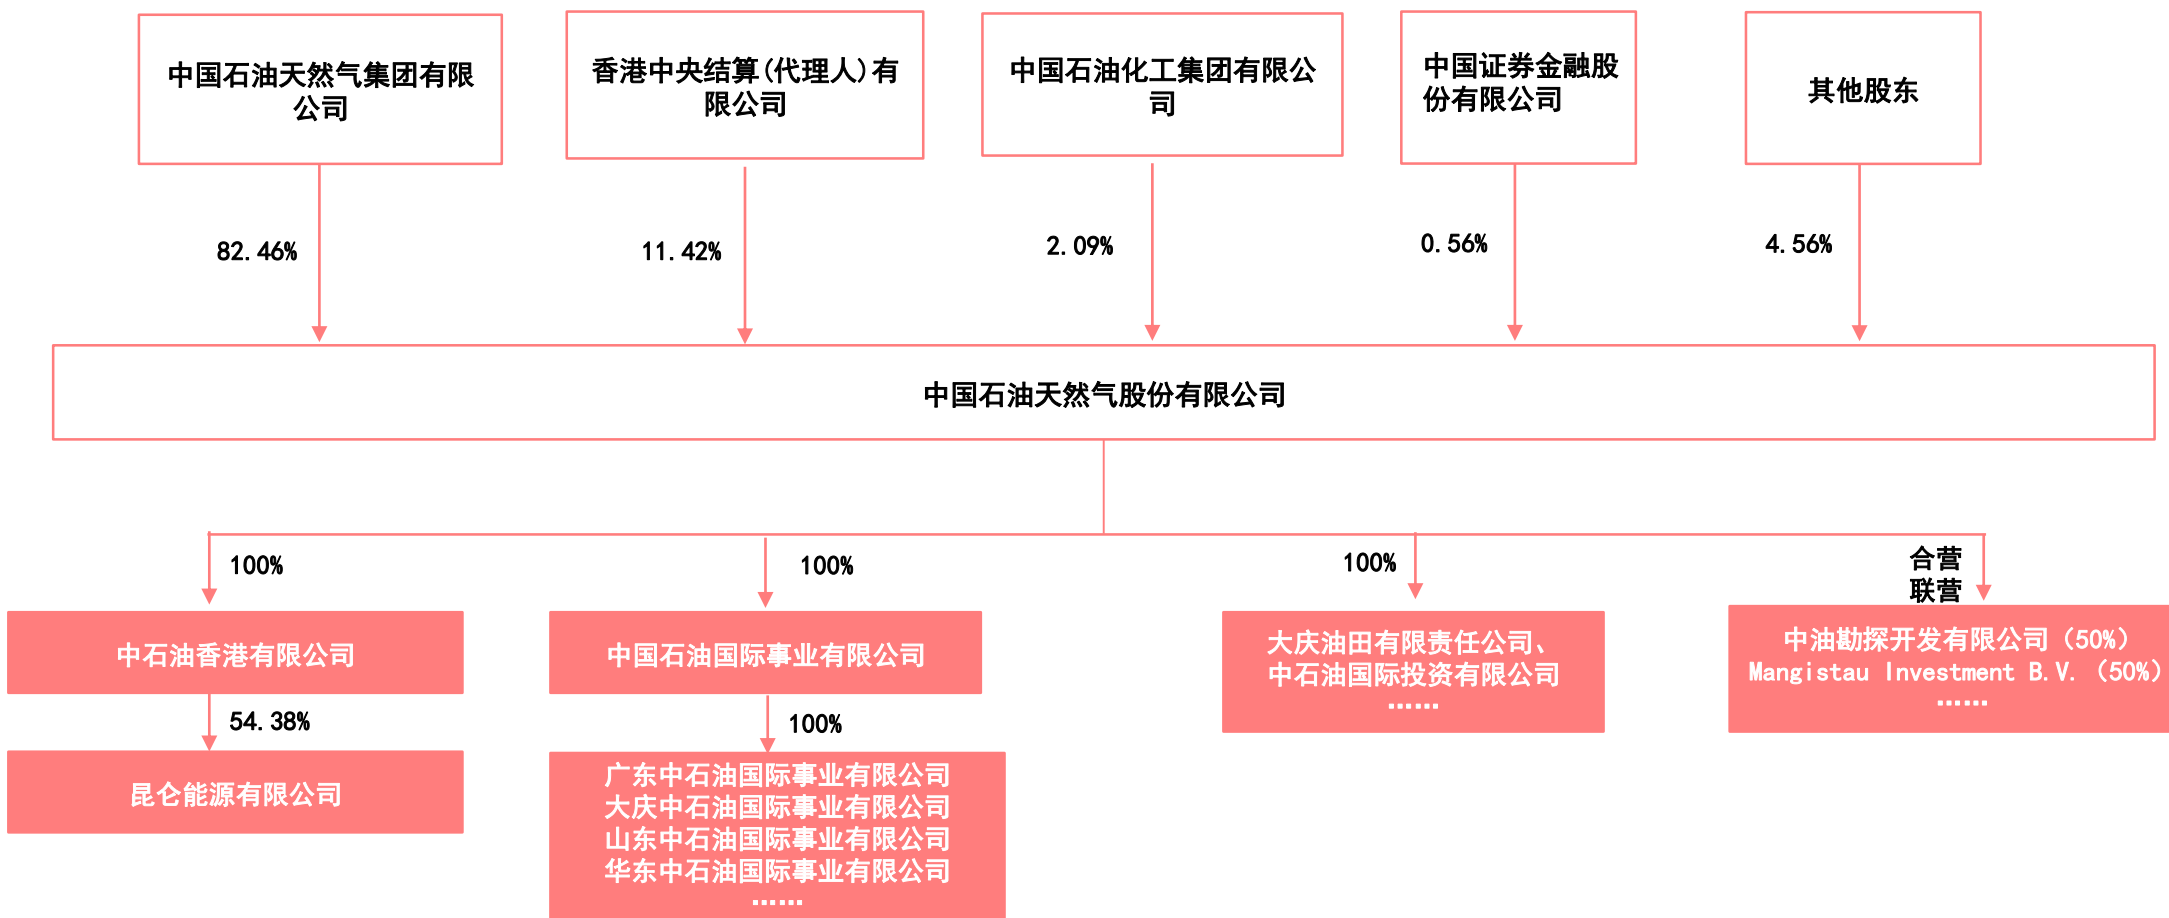 中国石油天然气集团有限
公司
香港中央结算(代理人)有
限公司
中国石油化工集团有限公
司
中国证券金融股
份有限公司
其他股东
82.46%
11.42%
2.09%
0.56%
4.56%
中国石油天然气股份有限公司
100%
100%
100%
合营
联营
中石油香港有限公司
中国石油国际事业有限公司
大庆油田有限责任公司、
中石油国际投资有限公司
……
中油勘探开发有限公司（50%）
Mangistau Investment B.V.（50%）
……
54.38%
100%
昆仑能源有限公司
广东中石油国际事业有限公司
大庆中石油国际事业有限公司
山东中石油国际事业有限公司
华东中石油国际事业有限公司
……